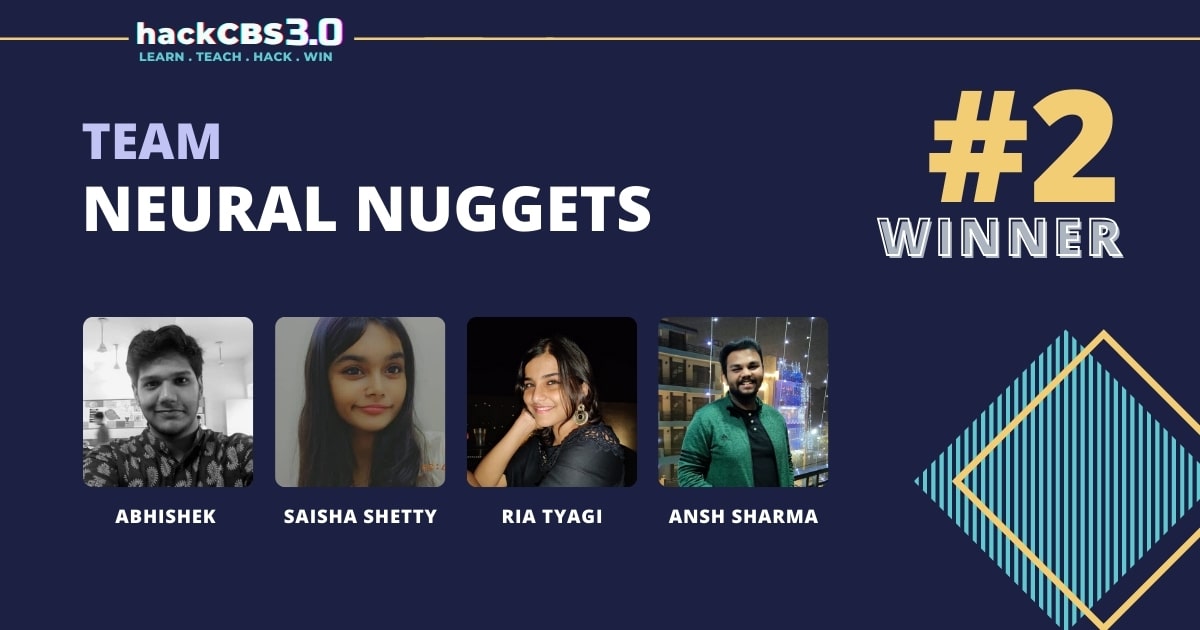 hackCBS3.0
LEARN . TEACH . HACK . WIN
TEAM
NEURAL NUGGETS
#2
WINNER
ABHISHEK
SAISHA SHETTY
RIA TYAGI
ANSH SHARMA